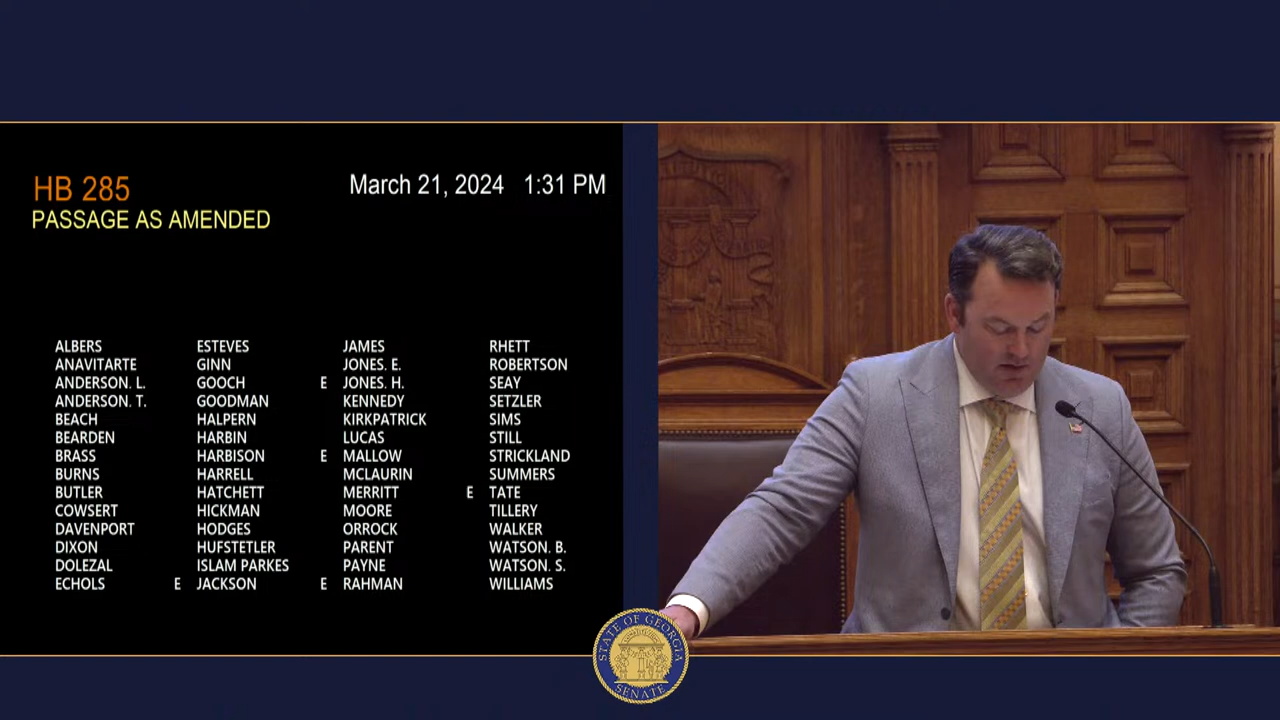 HB 285
March 21, 2024 1:31 PM
PASSAGE AS AMENDED
ALBERS ESTEVES JAMES RHETT
ANAVITARTE GINN JONES. E. ROBERTSON
ANDERSON. L. GOOCH E JONES. H. SEAY
ANDERSON. T. GOODMAN KENNEDY SETZLER
BEACH HALPERN KIRKPATRICK SIMS
BEARDEN HARBIN LUCAS STILL
BRASS HARBISON E MALLOW STRICKLAND
BURNS HARRELL MCLAURIN SUMMERS
BUTLER HATCHETT MERRITT E TATE
COWSERT HICKMAN MOORE TILLERY
DAVENPORT HODGES ORROCK WALKER
DIXON HUFSTETLER PARENT WATSON. B.
DOLEZAL ISLAM PARKES PAYNE WATSON. S.
ECHOLS E JACKSON E RAHMAN WILLIAMS
STATE OF GEORGIA
SENATE